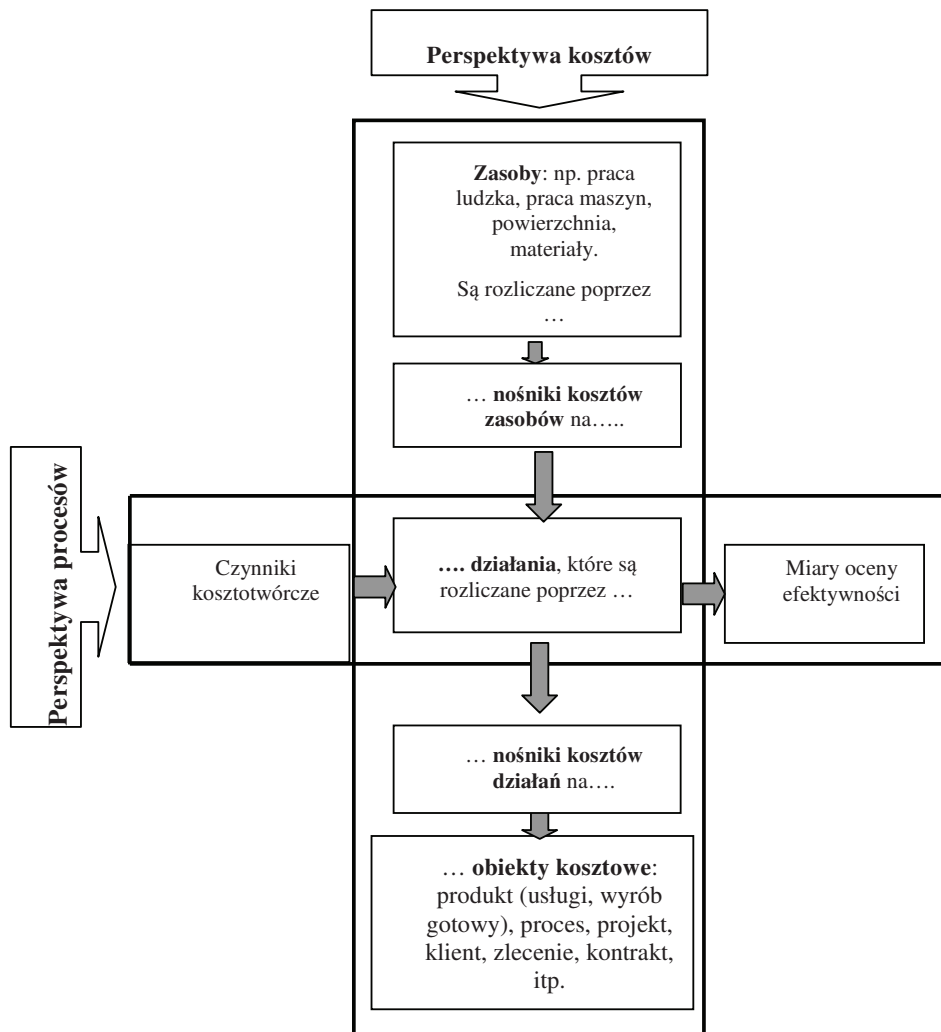 Perspektywa kosztów
Zasoby: np. praca
ludzka, praca maszyn,
powierzchnia,
materiały.
Są rozliczane poprzez
…
… nośniki kosztów
zasobów na…..
Perspektywa procesów
Czynniki
kosztotwórcze
…. działania, które są
rozliczane poprzez …
Miary oceny
efektywności
… nośniki kosztów
działań na….
… obiekty kosztowe:
produkt (usługi, wyrób
gotowy), proces, projekt,
klient, zlecenie, kontrakt,
itp.